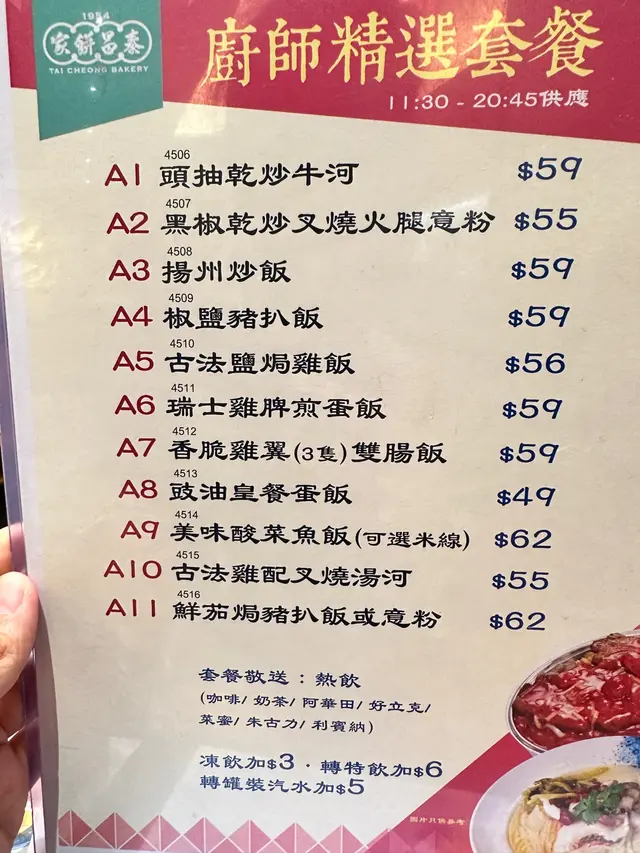 1954
泰昌餅家
TAI CHEONG BAKERY
廚師精選套餐
11:30 - 20:45供應
4506
A1 頭抽乾炒牛河 $59
4507
A2 黑椒乾炒叉燒火腿意粉 $55
4508
A3 揚州炒飯 $59
4509
A4 椒鹽豬扒飯 $59
4510
A5 古法鹽焗雞飯 $56
4511
A6 瑞士雞脾煎蛋飯 $59
4512
A7 香脆雞翼(3隻)雙腸飯 $59
4513
A8 豉油皇餐蛋飯 $49
4514
A9 美味酸菜魚飯(可選米線) $62
4515
A10 古法雞配叉燒湯河 $55
4516
A11 鮮茄焗豬扒飯或意粉 $62
套餐敬送：熱飲
(咖啡/ 奶茶/ 阿華田/ 好立克/
菜蜜/ 朱古力/ 利賓納)
凍飲加$3 · 轉特飲加$6
轉罐裝汽水加$5
圖片只供參考